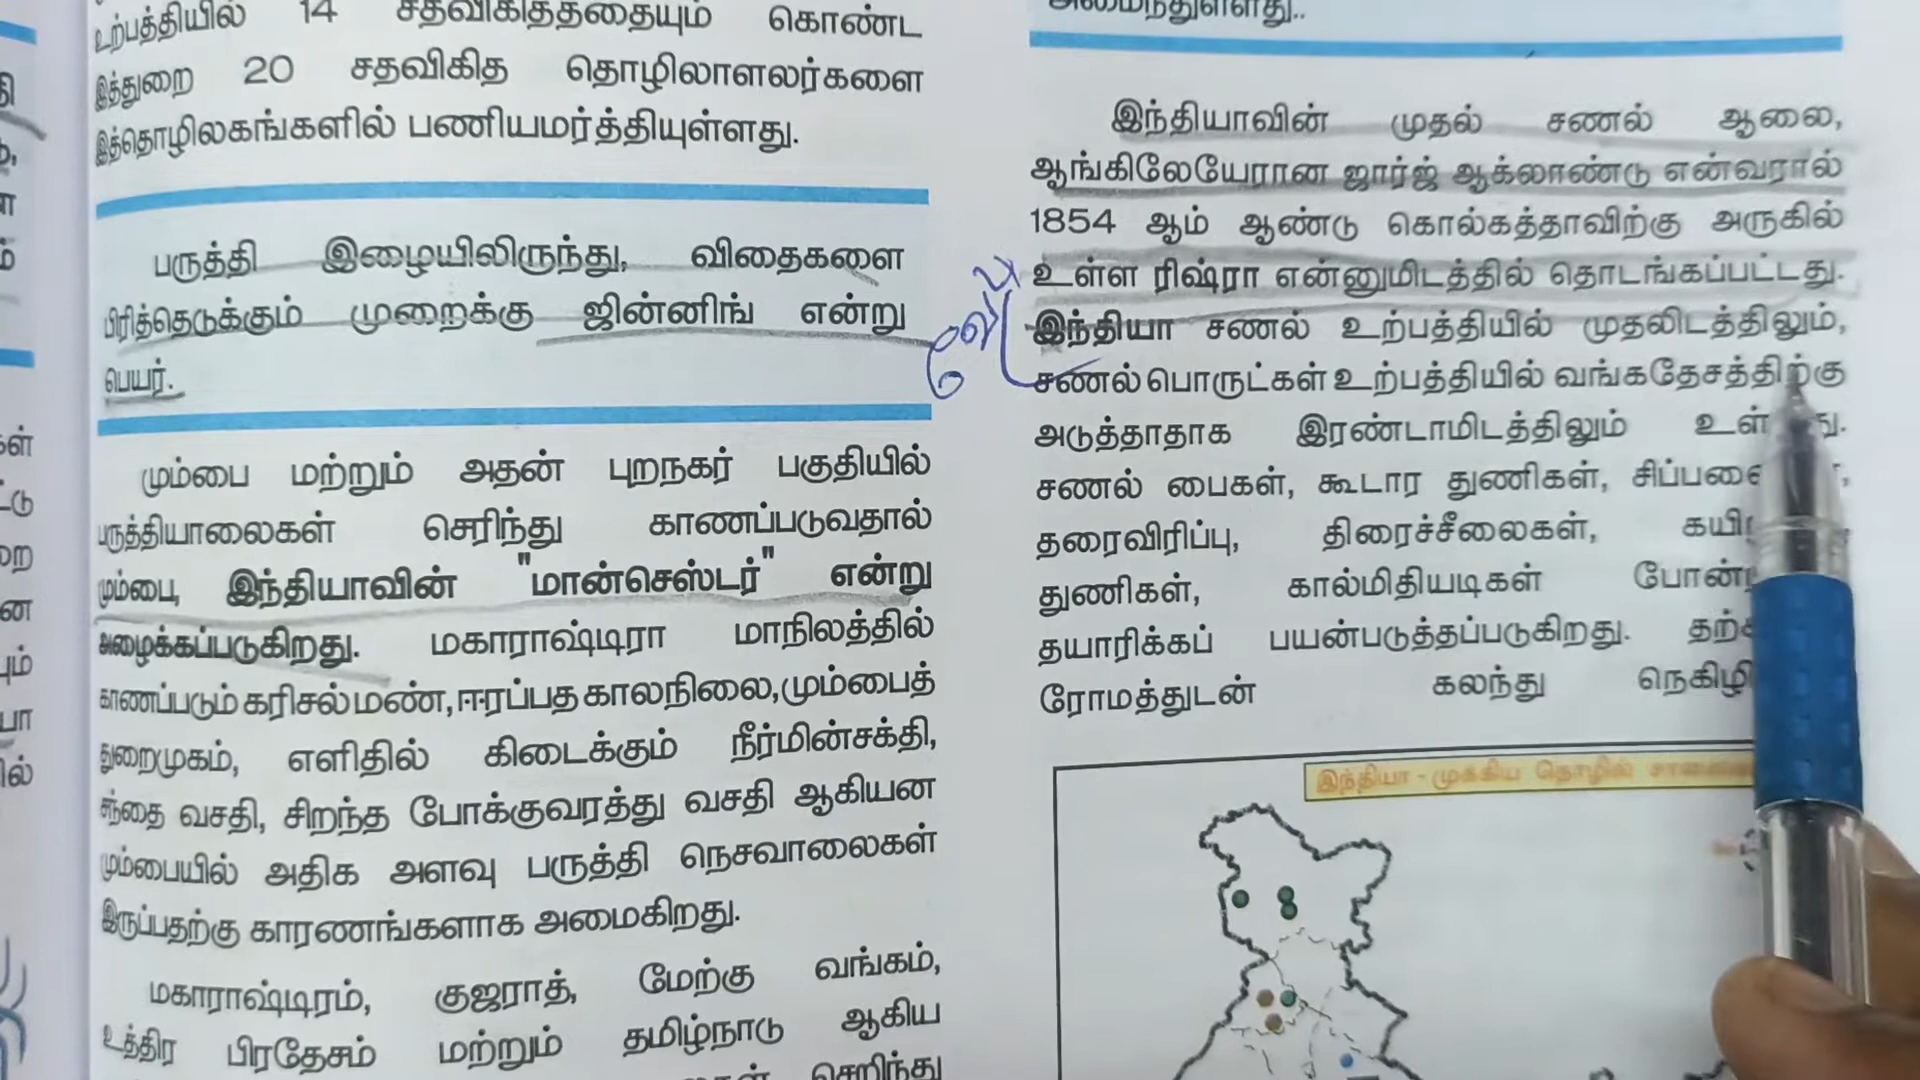 உற்பத்தியில் 14 சதவிகிதத்தையும் கொண்ட
இத்துறை 20 சதவிகித தொழிலாளலர்களை
இத்தொழிலகங்களில் பணியமர்த்தியுள்ளது.
பருத்தி இழையிலிருந்து, விதைகளை
பிரித்தெடுக்கும் முறைக்கு ஜின்னிங் என்று
பெயர்.
மும்பை மற்றும் அதன் புறநகர் பகுதியில்
பருத்தியாலைகள் செரிந்து காணப்படுவதால்
மும்பை, இந்தியாவின் "மான்செஸ்டர்" என்று
அழைக்கப்படுகிறது. மகாராஷ்டிரா மாநிலத்தில்
காணப்படும் கரிசல் மண், ஈரப்பத காலநிலை, மும்பைத்
துறைமுகம், எளிதில் கிடைக்கும் நீர்மின்சக்தி,
சந்தை வசதி, சிறந்த போக்குவரத்து வசதி ஆகியன
மும்பையில் அதிக அளவு பருத்தி நெசவாலைகள்
இருப்பதற்கு காரணங்களாக அமைகிறது.
மகாராஷ்டிரம், குஜராத், மேற்கு வங்கம்,
உத்திர பிரதேசம் மற்றும் தமிழ்நாடு ஆகிய
செறிந்து
அமைந்துள்ளது..
இந்தியாவின் முதல் சணல் ஆலை,
ஆங்கிலேயேரான ஜார்ஜ் ஆக்லாண்டு என்வரால்
1854 ஆம் ஆண்டு கொல்கத்தாவிற்கு அருகில்
உள்ள ரிஷ்ரா என்னுமிடத்தில் தொடங்கப்பட்டது.
இந்தியா சணல் உற்பத்தியில் முதலிடத்திலும்,
சணல் பொருட்கள் உற்பத்தியில் வங்கதேசத்திற்கு
அடுத்தாதாக இரண்டாமிடத்திலும்
சணல் பைகள், கூடார துணிகள்,
தரைவிரிப்பு, திரைச்சீலைகள்,
துணிகள், கால்மிதியடிகள்
தயாரிக்கப் பயன்படுத்தப்படுகிறது.
ரோமத்துடன் கலந்து
இந்தியா - முக்கிய தொழில்